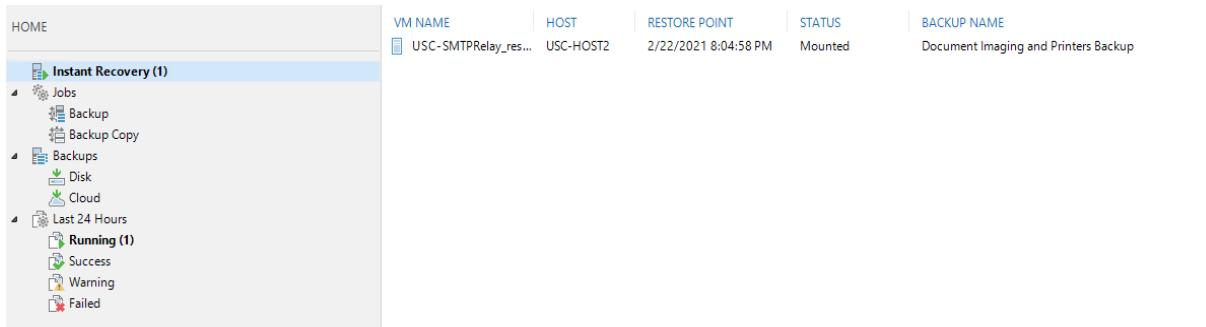 HOME
Instant Recovery (1)
Jobs
Backup
Backup Copy
Backups
Disk
Cloud
Last 24 Hours
Running (1)
Success
Warning
Failed
VM NAME HOST RESTORE POINT STATUS BACKUP NAME
USC-SMTPRelay_res... USC-HOST2 2/22/2021 8:04:58 PM Mounted Document Imaging and Printers Backup